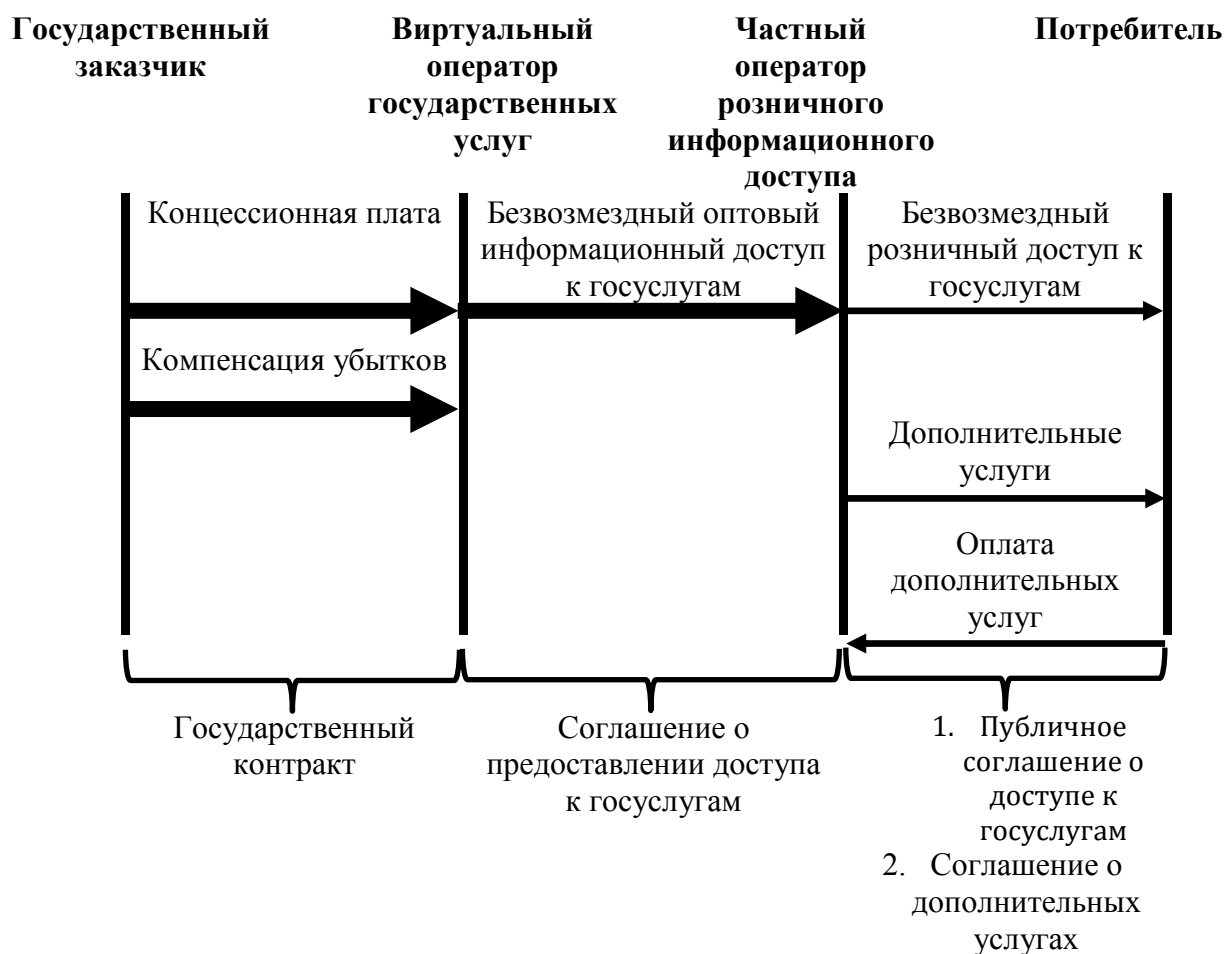 Государственный
заказчик
Виртуальный
оператор
государственных
услуг
Частный
оператор
розничного
информационного
доступа
Потребитель
Концессионная плата
Безвозмездный оптовый
информационный доступ
к госуслугам
Безвозмездный
розничный доступ к
госуслугам
Компенсация убытков
Дополнительные
услуги
Оплата
дополнительных
услуг
Государственный
контракт
Соглашение о
предоставлении доступа
к госуслугам
1. Публичное
соглашение о
доступе к
госуслугам
2. Соглашение о
дополнительных
услугах